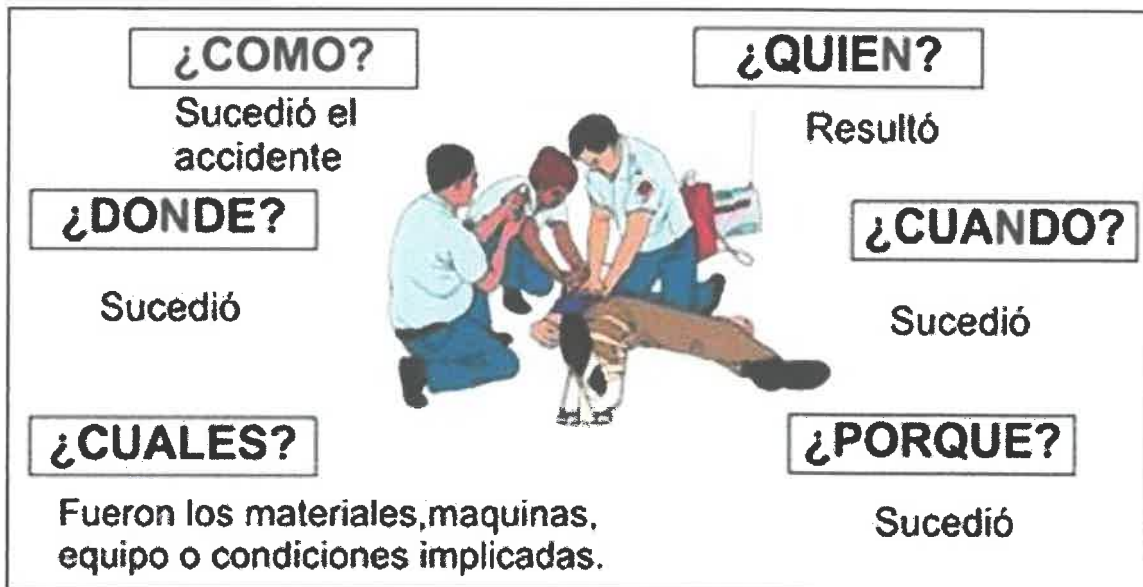 ¿COMO?
Sucedió el
accidente
¿QUIEN?
Resultó
¿DONDE?
Sucedió
¿CUANDO?
Sucedió
¿CUALES?
Fueron los materiales,maquinas,
equipo o condiciones implicadas.
¿PORQUE?
Sucedió